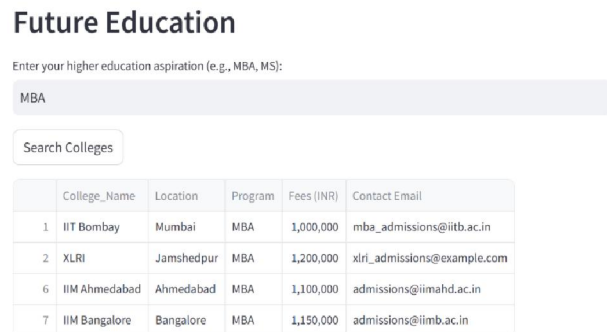 Future Education
Enter your higher education aspiration (e.g., MBA, MS):
MBA
Search Colleges
College_Name Location Program Fees (INR) Contact Email
1 IIT Bombay Mumbai MBA 1,000,000 mba_admissions@iitb.ac.in
2 XLRI Jamshedpur MBA 1,200,000 xlri_admissions@example.com
6 IIM Ahmedabad Ahmedabad MBA 1,100,000 admissions@iimahd.ac.in
7 IIM Bangalore Bangalore MBA 1,150,000 admissions@iimb.ac.in